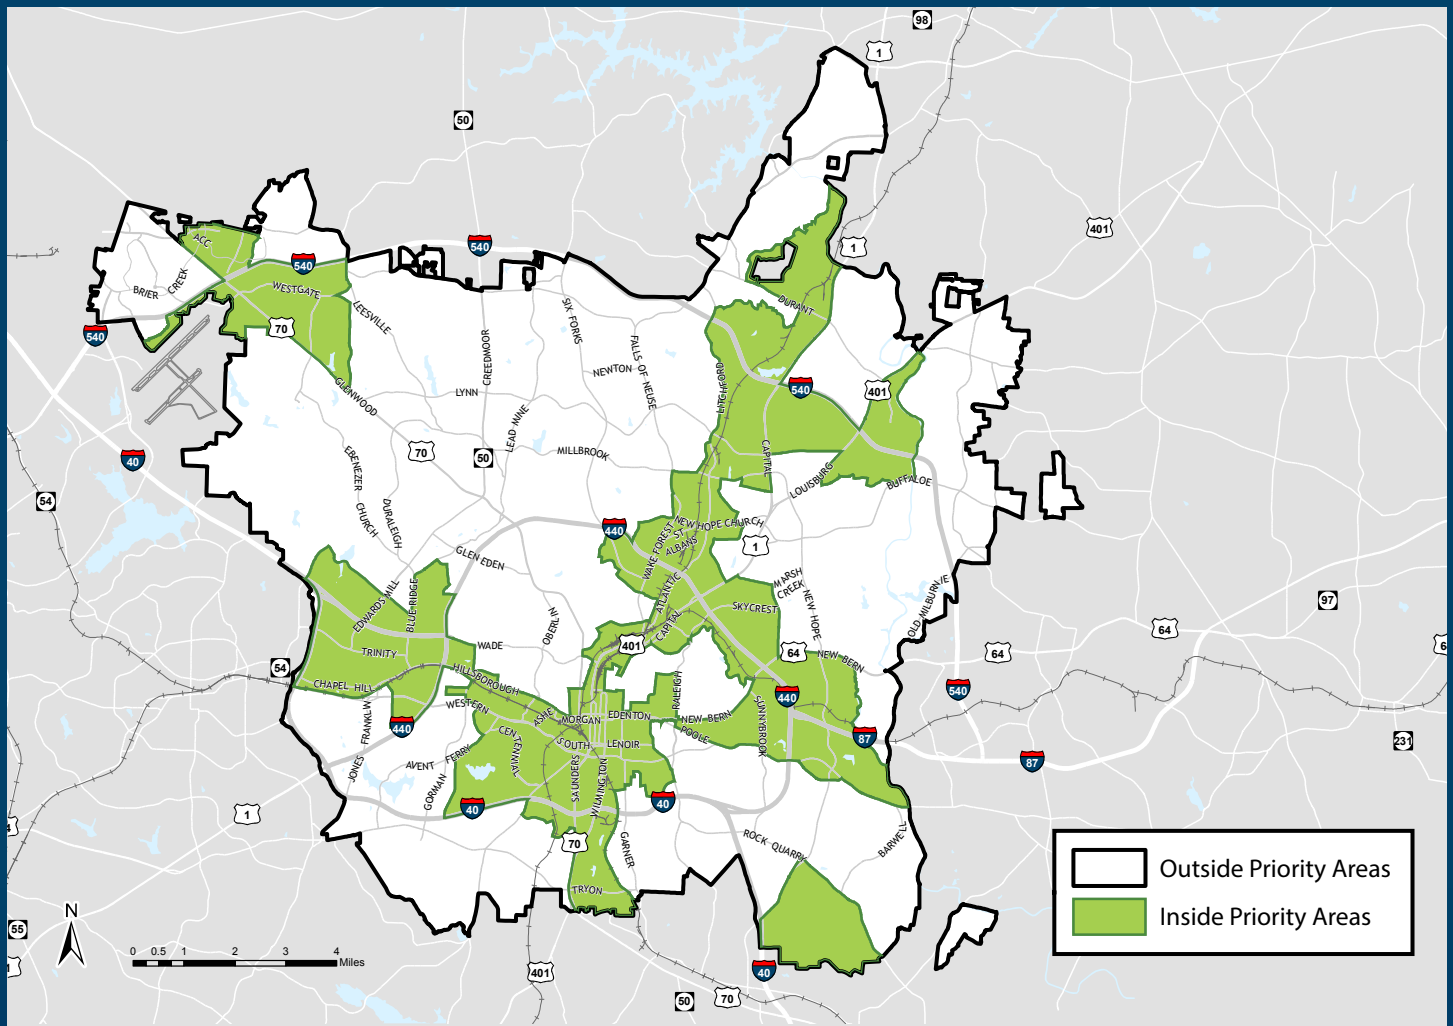 98
1
50
401
540
1
ACC
540
BRIER CREEK
WESTGATE
70
540
LEESVILLE
SIX FORKS
DURANT
CREEDMOOR
FALLS OF NEUSE
NEWTON
GLENWOOD
LYNN
LITCHFORD
540
401
LEAD MINE
70
50
MILLBROOK
CAPITAL
40
54
EBENEZER CHURCH
LOUISBURG
BUFFALOE
DURALEIGH
440
NEW HOPE CHURCH
WAKE FOREST
ST ALBANS
1
GLEN EDEN
MARSH CREEK
ATLANTIC
EDWARDS MILL
BLUE RIDGE
SKYCREST
NEW HOPE
OLD MILBURNIE
97
64
OBERLIN
CAPITAL
401
WADE
TRINITY
64
NEW BERN
64
6
54
HILLSBOROUGH
CHAPEL HILL
RALEIGH
440
540
WESTERN
ASHE
MORGAN
EDENTON
NEW BERN
POOLE
SUNNYBROOK
FRANKLIN
440
CENTENNIAL
SOUTH
LENOIR
87
231
87
JONES
AVENT FERRY
GORMAN
SAUNDERS
WILMINGTON
40
40
1
4
70
GARNER
ROCK QUARRY
BARWELL
Outside Priority Areas
TRYON
Inside Priority Areas
N
55
0 0.5 1 2 3 4
Miles
1
401
40
50
70